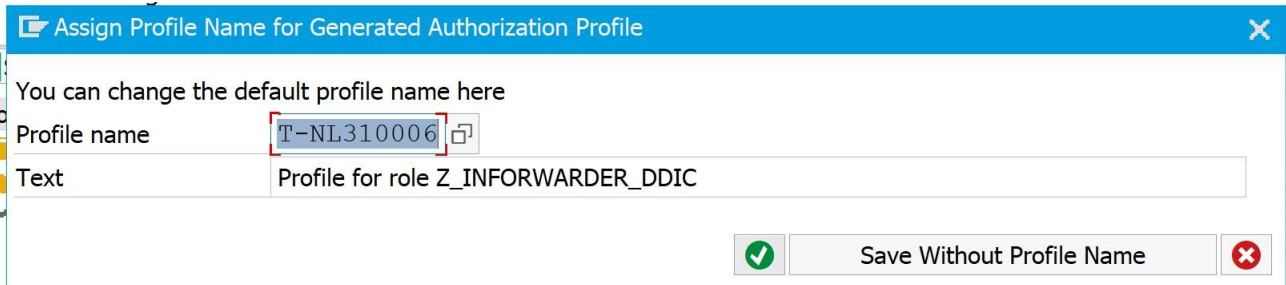 Assign Profile Name for Generated Authorization Profile
You can change the default profile name here
Profile name T-NL310006
Text Profile for role Z_INFORWARDER_DDIC
Save Without Profile Name